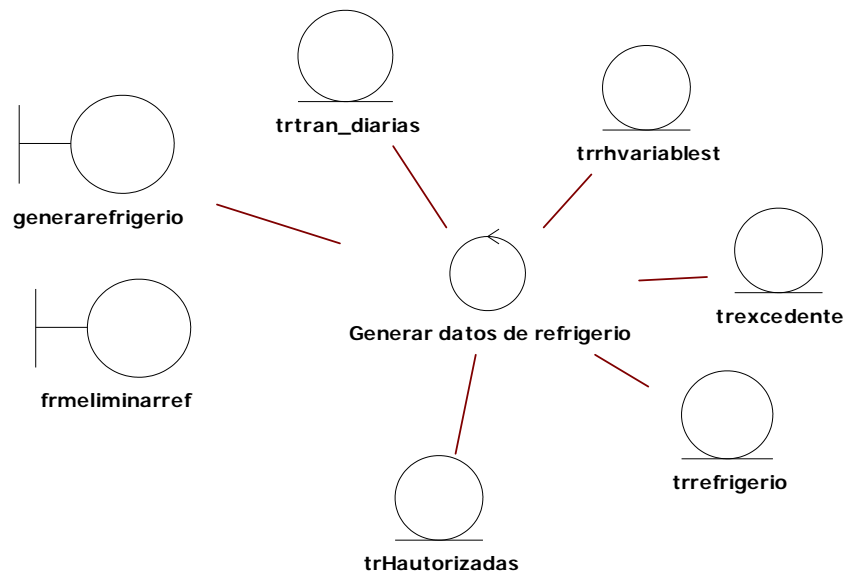 trtran_diarias
trrhvariablest
generarefrigerio
trexcedente
Generar datos de refrigerio
frmeliminarref
trrefrigerio
trHautorizadas